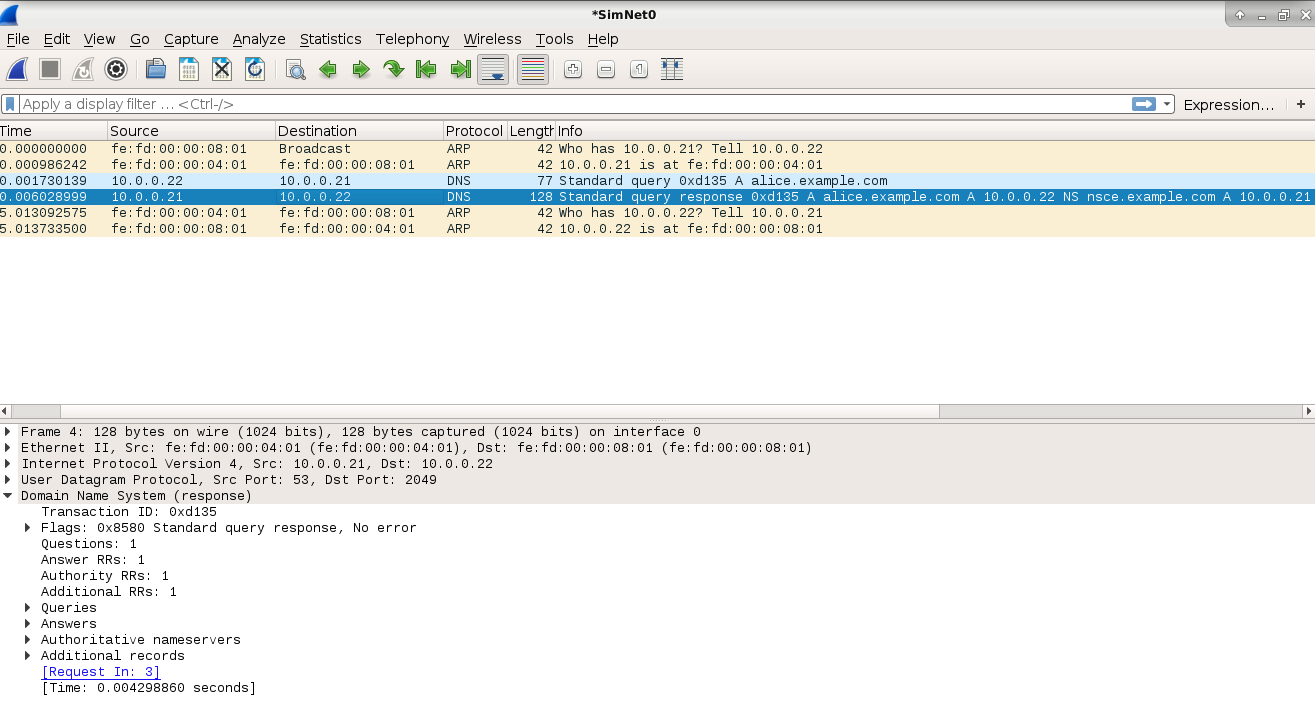 *SimNet0
File Edit View Go Capture Analyze Statistics Telephony Wireless Tools Help
Apply a display filter ... <Ctrl-/> Expression... +
Time Source Destination Protocol Length Info
0.000000000 fe:fd:00:00:08:01 Broadcast ARP 42 Who has 10.0.0.21? Tell 10.0.0.22
0.000986242 fe:fd:00:00:04:01 fe:fd:00:00:08:01 ARP 42 10.0.0.21 is at fe:fd:00:00:04:01
0.001730139 10.0.0.22 10.0.0.21 DNS 77 Standard query 0xd135 A alice.example.com
0.006028999 10.0.0.21 10.0.0.22 DNS 128 Standard query response 0xd135 A alice.example.com A 10.0.0.22 NS nsce.example.com A 10.0.0.21
5.013092575 fe:fd:00:00:04:01 fe:fd:00:00:08:01 ARP 42 Who has 10.0.0.22? Tell 10.0.0.21
5.013733500 fe:fd:00:00:08:01 fe:fd:00:00:04:01 ARP 42 10.0.0.22 is at fe:fd:00:00:08:01
Frame 4: 128 bytes on wire (1024 bits), 128 bytes captured (1024 bits) on interface 0
Ethernet II, Src: fe:fd:00:00:04:01 (fe:fd:00:00:04:01), Dst: fe:fd:00:00:08:01 (fe:fd:00:00:08:01)
Internet Protocol Version 4, Src: 10.0.0.21, Dst: 10.0.0.22
User Datagram Protocol, Src Port: 53, Dst Port: 2049
Domain Name System (response)
Transaction ID: 0xd135
Flags: 0x8580 Standard query response, No error
Questions: 1
Answer RRs: 1
Authority RRs: 1
Additional RRs: 1
Queries
Answers
Authoritative nameservers
Additional records
[Request In: 3]
[Time: 0.004298860 seconds]